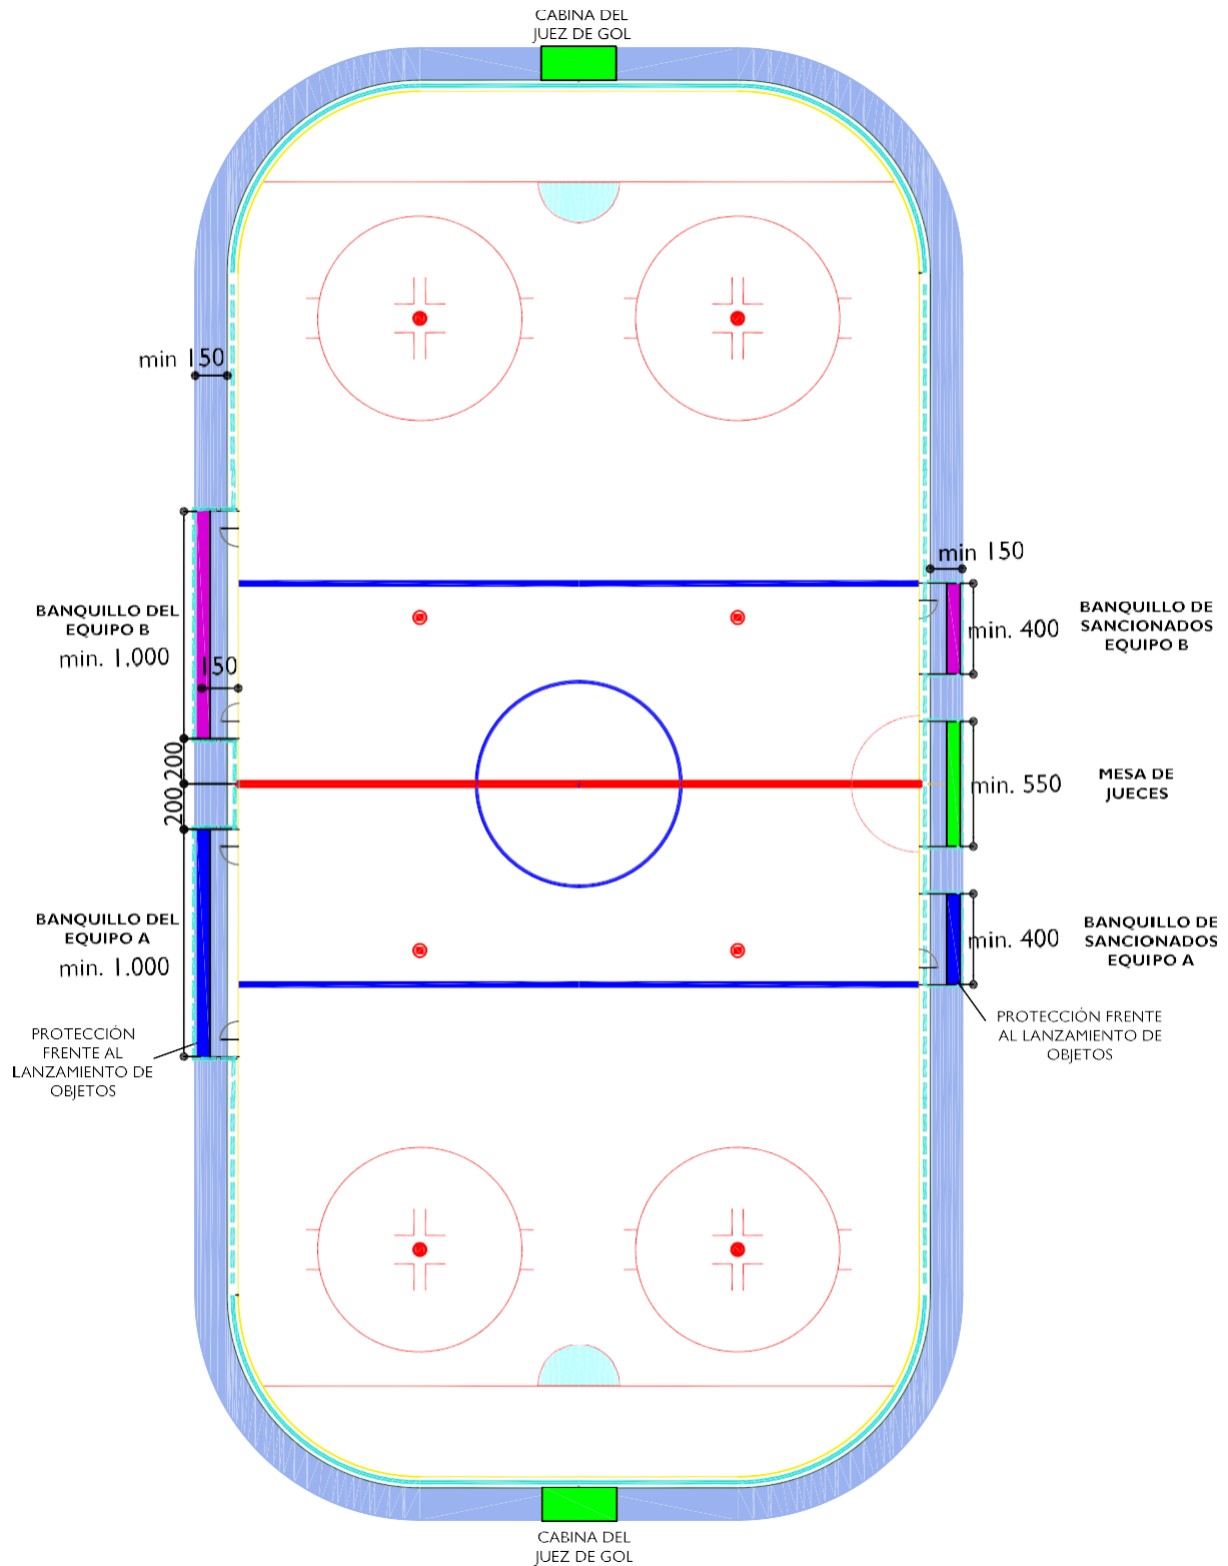 CABINA DEL
JUEZ DE GOL
min 150
min 150
BANQUILLO DEL
EQUIPO B
min. 1.000
150
BANQUILLO DE
SANCIONADOS
EQUIPO B
min. 400
200
200
MESA DE
JUECES
min. 550
BANQUILLO DEL
EQUIPO A
min. 1.000
BANQUILLO DE
SANCIONADOS
EQUIPO A
min. 400
PROTECCIÓN
FRENTE AL
LANZAMIENTO DE
OBJETOS
PROTECCIÓN FRENTE
AL LANZAMIENTO DE
OBJETOS
CABINA DEL
JUEZ DE GOL